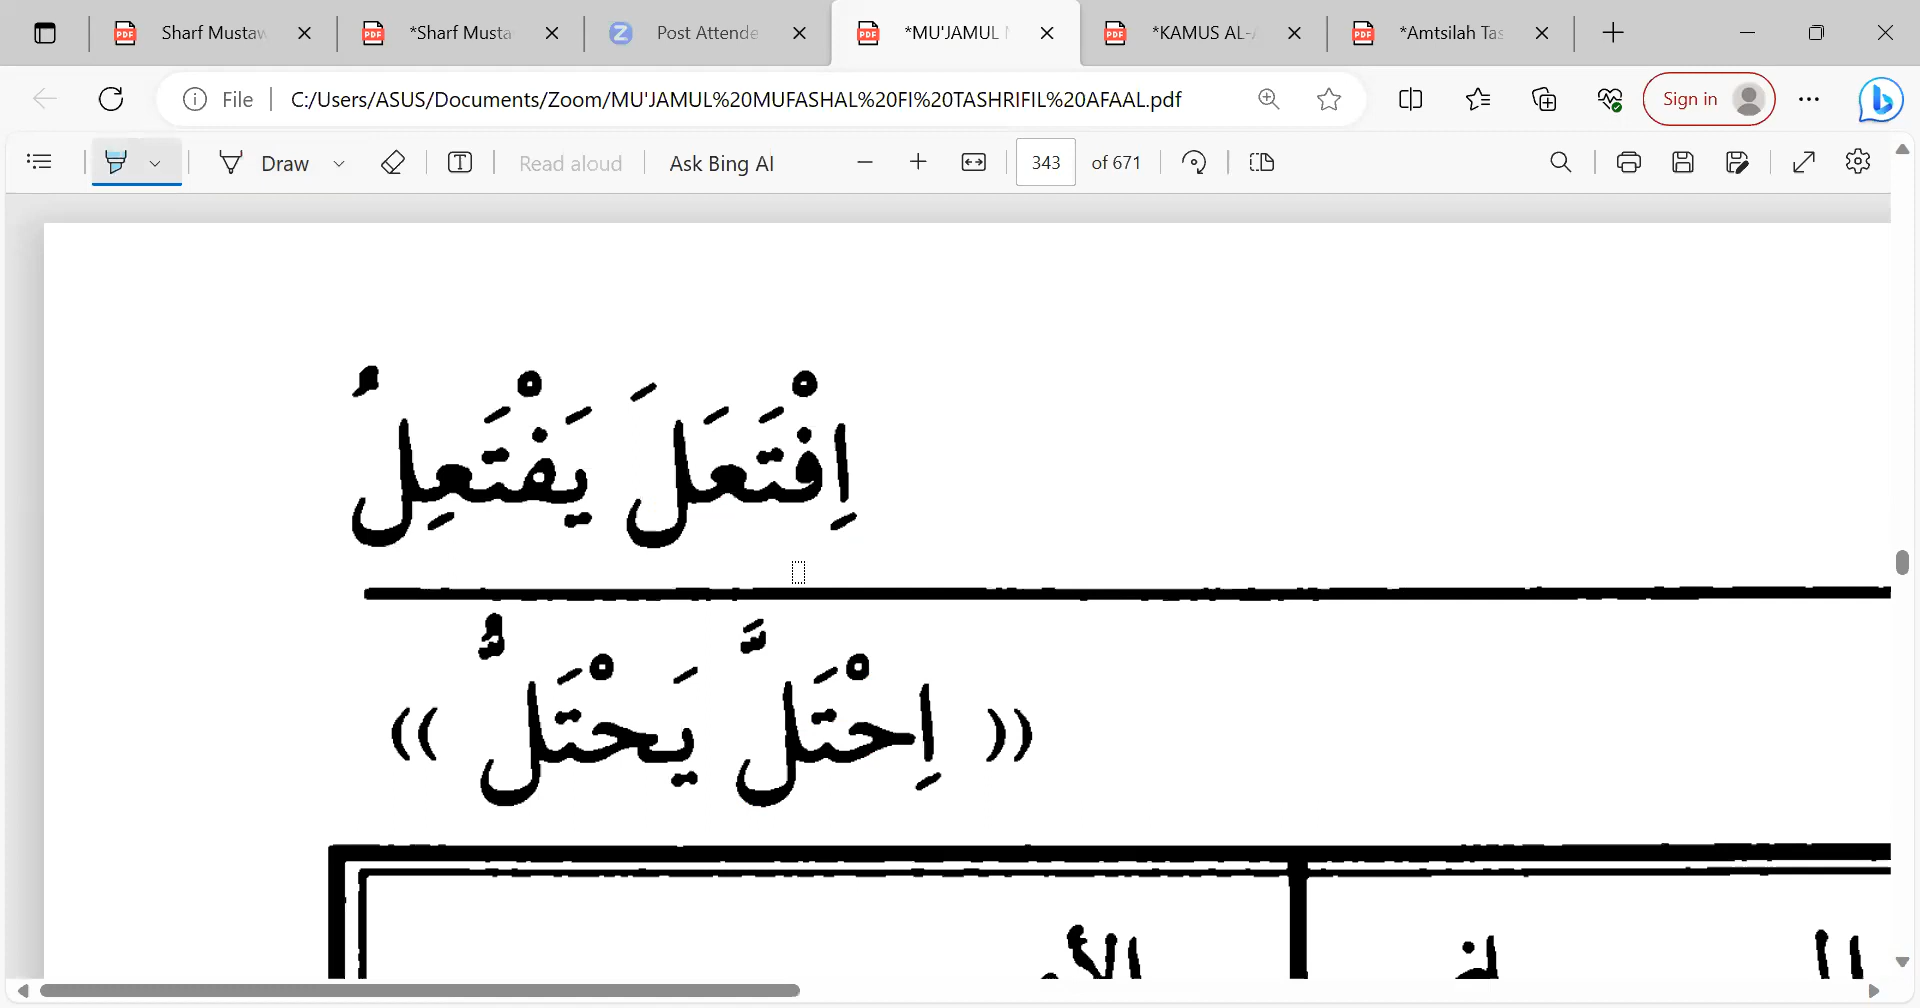 Sharf Mustaw
*Sharf Musta
Post Attende
*MU'JAMUL M
*KAMUS AL-A
*Amtsilah Tas
File
C:/Users/ASUS/Documents/Zoom/MU'JAMUL%20MUFASHAL%20FI%20TASHRIFIL%20AFAAL.pdf
Sign in
Draw
Read aloud
Ask Bing AI
343 of 671
اِفْتَعَلَ يَفْتَعِلُ
(( اِحْتَلَّ يَحْتَلُّ ))